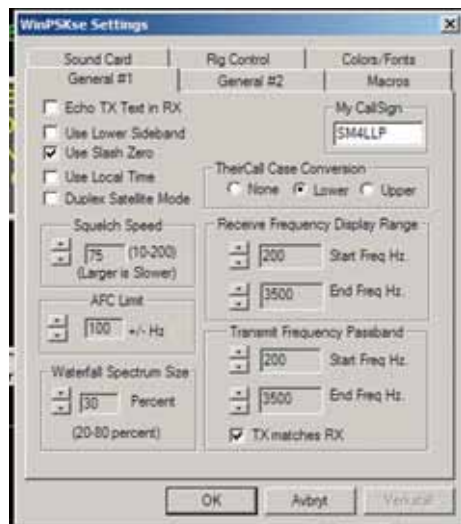 WinPSKse Settings
Sound Card Rig Control Colors/Fonts
General #1 General #2 Macros
Echo TX Text in RX
Use Lower Sideband
Use Slash Zero
Use Local Time
Duplex Satellite Mode
My CallSign
SM4LLP
TheirCall Case Conversion
None Lower Upper
Squelch Speed
75 (10-200)
(Larger is Slower)
AFC Limit
100 +/- Hz
Waterfall Spectrum Size
30 Percent
(20-80 percent)
Receive Frequency Display Range
200 Start Freq Hz.
3500 End Freq Hz.
Transmit Frequency Passband
200 Start Freq Hz.
3500 End Freq Hz.
TX matches RX
OK Avbryt Verkställ